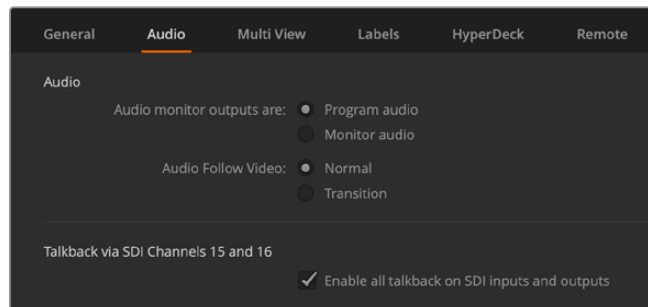 General Audio Multi View Labels HyperDeck Remote
Audio
Audio monitor outputs are: Program audio
Monitor audio
Audio Follow Video: Normal
Transition
Talkback via SDI Channels 15 and 16
Enable all talkback on SDI inputs and outputs